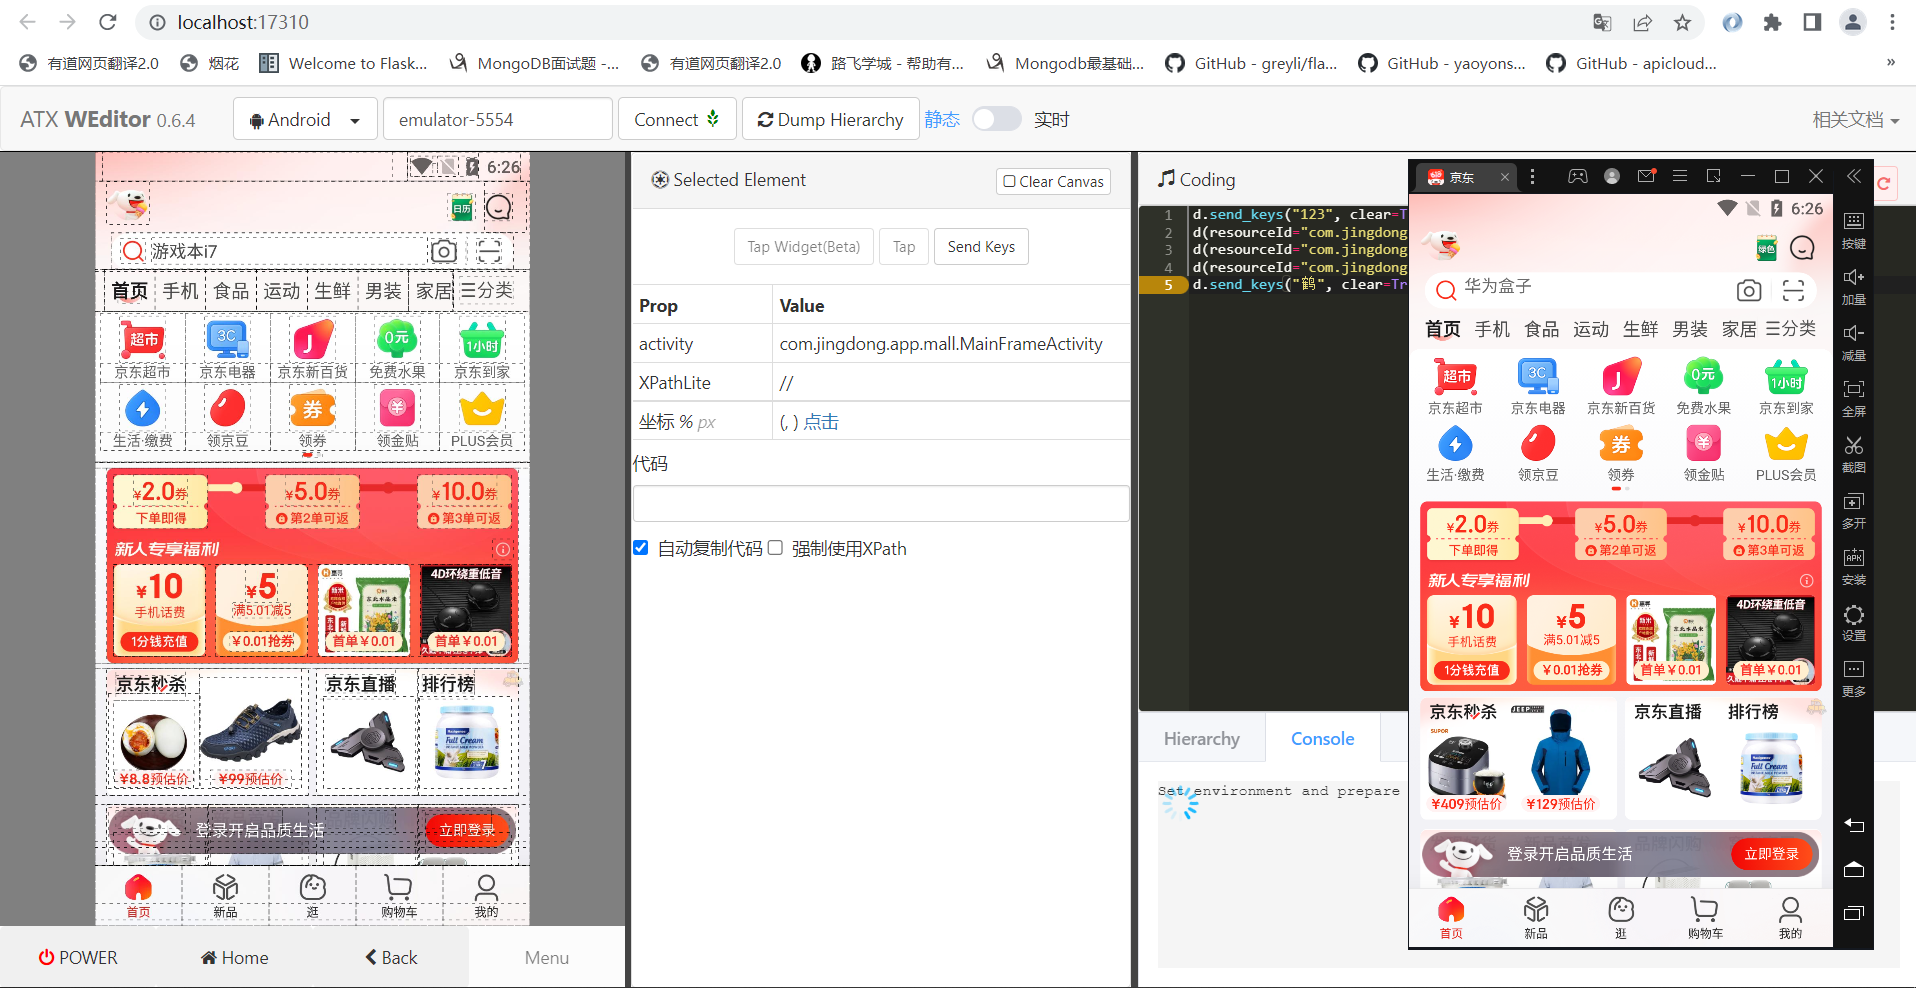 localhost:17310
有道网页翻译2.0
烟花
Welcome to Flask...
MongoDB面试题 -...
有道网页翻译2.0
路飞学城 - 帮助有...
Mongodb最基础...
GitHub - greyli/fla...
GitHub - yaoyons...
GitHub - apicloud...
»
ATX WEditor 0.6.4
Android
emulator-5554
Connect
Dump Hierarchy
静态
实时
相关文档
6:26
日历
游戏本i7
首页 手机 食品 运动 生鲜 男装 家居 三分类
超市 3C J 0元 1小时
京东超市 京东电器 京东新百货 免费水果 京东到家
券
生活·缴费 领京豆 领券 领金贴 PLUS会员
¥2.0券 ¥5.0券 ¥10.0券
下单即得 第2单可返 第3单可返
新人专享福利
¥10 ¥5 4D环绕重低音
手机话费 满5.01减5
1分钱充值 ¥0.01抢券 首单¥0.01 首单¥0.01
京东秒杀 京东直播 排行榜
Full Cream
¥8.8预估价 ¥99预估价
登录开启品质生活 立即登录
首页 新品 逛 购物车 我的
POWER
Home
Back
Menu
Selected Element
Clear Canvas
Tap Widget(Beta)
Tap
Send Keys
Prop Value
activity com.jingdong.app.mall.MainFrameActivity
XPathLite //
坐标 % px (, ) 点击
代码
自动复制代码 强制使用XPath
Coding
1 d.send_keys("123", clear=T
2 d(resourceId="com.jingdong
3 d(resourceId="com.jingdong
4 d(resourceId="com.jingdong
5 d.send_keys("鹤", clear=Tr
Hierarchy
Console
Set environment and prepare
京东
6:26
绿色
华为盒子
首页 手机 食品 运动 生鲜 男装 家居 三分类
超市 3C J 0元 1小时
京东超市 京东电器 京东新百货 免费水果 京东到家
券
生活·缴费 领京豆 领券 领金贴 PLUS会员
¥2.0券 ¥5.0券 ¥10.0券
下单即得 第2单可返 第3单可返
新人专享福利
¥10 ¥5 4D环绕重低音
手机话费 满5.01减5
1分钱充值 ¥0.01抢券 首单¥0.01 首单¥0.01
京东秒杀 京东直播 排行榜
SUPOR
JEEP
Full Cream
¥409预估价 ¥129预估价
登录开启品质生活 立即登录
首页 新品 逛 购物车 我的
按键
加量
减量
全屏
截图
多开
APK
安装
设置
更多